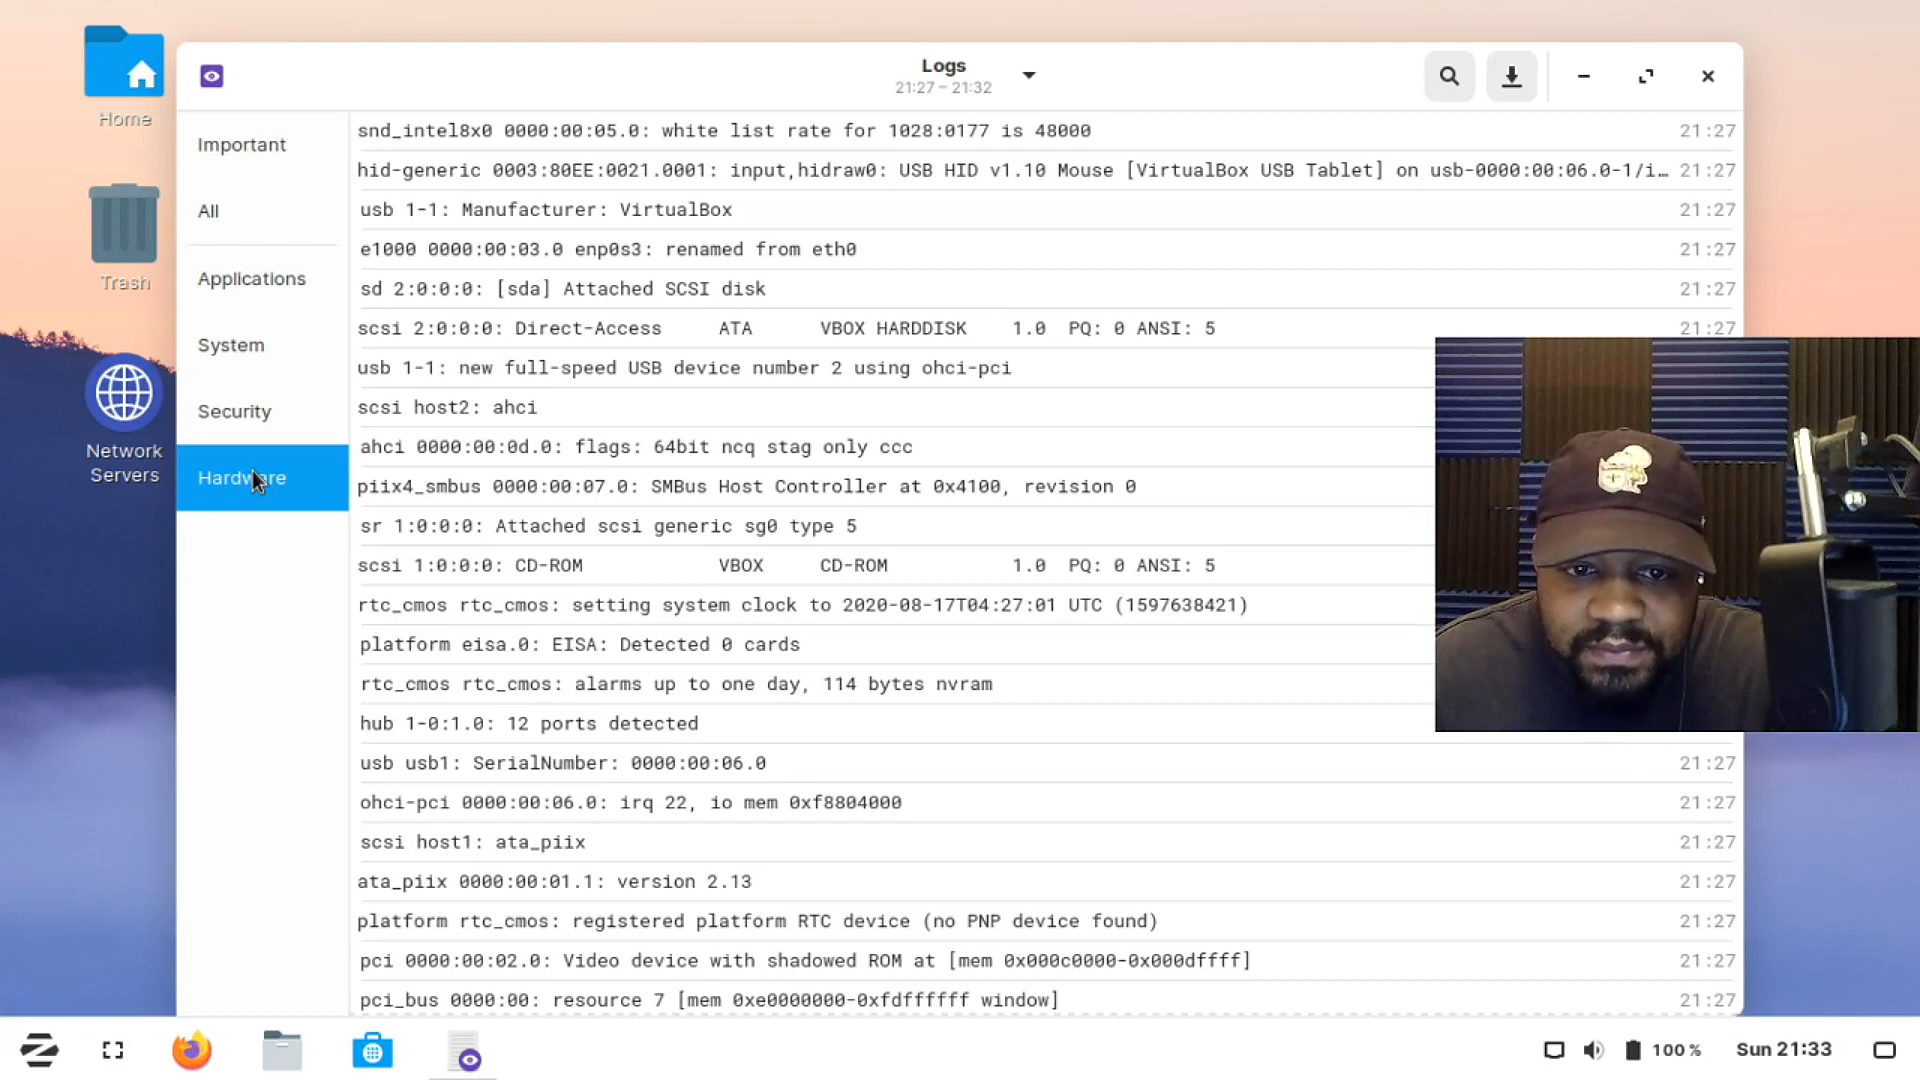 Home
Trash
Network
Servers
Logs
21:27 – 21:32
Important
All
Applications
System
Security
Hardware
snd_intel8x0 0000:00:05.0: white list rate for 1028:0177 is 48000 21:27
hid-generic 0003:80EE:0021.0001: input,hidraw0: USB HID v1.10 Mouse [VirtualBox USB Tablet] on usb-0000:00:06.0-1/i… 21:27
usb 1-1: Manufacturer: VirtualBox 21:27
e1000 0000:00:03.0 enp0s3: renamed from eth0 21:27
sd 2:0:0:0: [sda] Attached SCSI disk 21:27
scsi 2:0:0:0: Direct-Access ATA VBOX HARDDISK 1.0 PQ: 0 ANSI: 5 21:27
usb 1-1: new full-speed USB device number 2 using ohci-pci
scsi host2: ahci
ahci 0000:00:0d.0: flags: 64bit ncq stag only ccc
piix4_smbus 0000:00:07.0: SMBus Host Controller at 0x4100, revision 0
sr 1:0:0:0: Attached scsi generic sg0 type 5
scsi 1:0:0:0: CD-ROM VBOX CD-ROM 1.0 PQ: 0 ANSI: 5
rtc_cmos rtc_cmos: setting system clock to 2020-08-17T04:27:01 UTC (1597638421)
platform eisa.0: EISA: Detected 0 cards
rtc_cmos rtc_cmos: alarms up to one day, 114 bytes nvram
hub 1-0:1.0: 12 ports detected
usb usb1: SerialNumber: 0000:00:06.0 21:27
ohci-pci 0000:00:06.0: irq 22, io mem 0xf8804000 21:27
scsi host1: ata_piix 21:27
ata_piix 0000:00:01.1: version 2.13 21:27
platform rtc_cmos: registered platform RTC device (no PNP device found) 21:27
pci 0000:00:02.0: Video device with shadowed ROM at [mem 0x000c0000-0x000dffff] 21:27
pci_bus 0000:00: resource 7 [mem 0xe0000000-0xfdffffff window] 21:27
100 % Sun 21:33